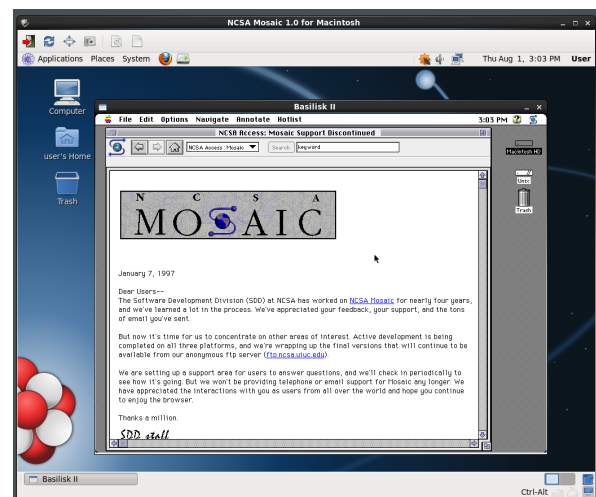 NCSA Mosaic 1.0 for Macintosh
Applications Places System
Thu Aug 1, 3:03 PM User
Computer
user's Home
Trash
Basilisk II
File Edit Options Navigate Annotate Hotlist
3:03 PM
NCSA Access: Mosaic Support Discontinued
NCSA Access : Mosaic
Search
keyword
Macintosh HD
Unix
Trash
N C S A
MOSAIC
January 7, 1997
Dear Users--
The Software Development Division (SDD) at NCSA has worked on NCSA Mosaic for nearly four years,
and we've learned a lot in the process. We've appreciated your feedback, your support, and the tons
of email you've sent.
But now it's time for us to concentrate on other areas of interest. Active development is being
completed on all three platforms, and we're wrapping up the final versions that will continue to be
available from our anonymous ftp server (ftp.ncsa.uiuc.edu).
We are setting up a support area for users to answer questions, and we'll check in periodically to
see how it's going. But we won't be providing telephone or email support for Mosaic any longer. We
have appreciated the interactions with you as users from all over the world and hope you continue
to enjoy the browser.
Thanks a million.
SDD staff
Basilisk II
Ctrl-Alt